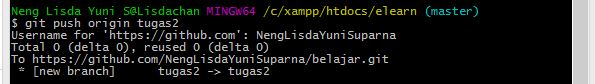 Neng Lisda Yuni S@Lisdachan MINGW64 /c/xampp/htdocs/elearn (master)
$ git push origin tugas2
Username for 'https://github.com': NengLisdaYuniSuparna
Total 0 (delta 0), reused 0 (delta 0)
To https://github.com/NengLisdaYuniSuparna/belajar.git
 * [new branch]      tugas2 -> tugas2